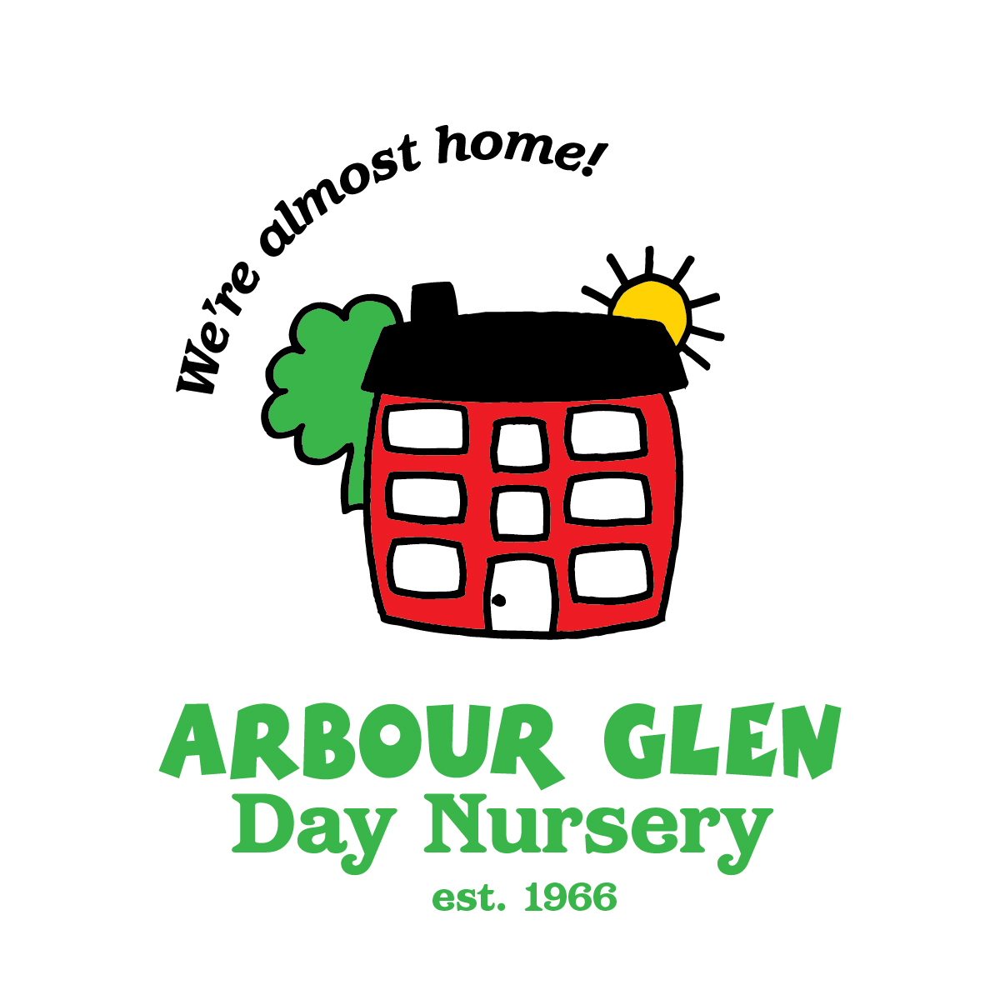 We're almost home!
ARBOUR GLEN
Day Nursery
est. 1966